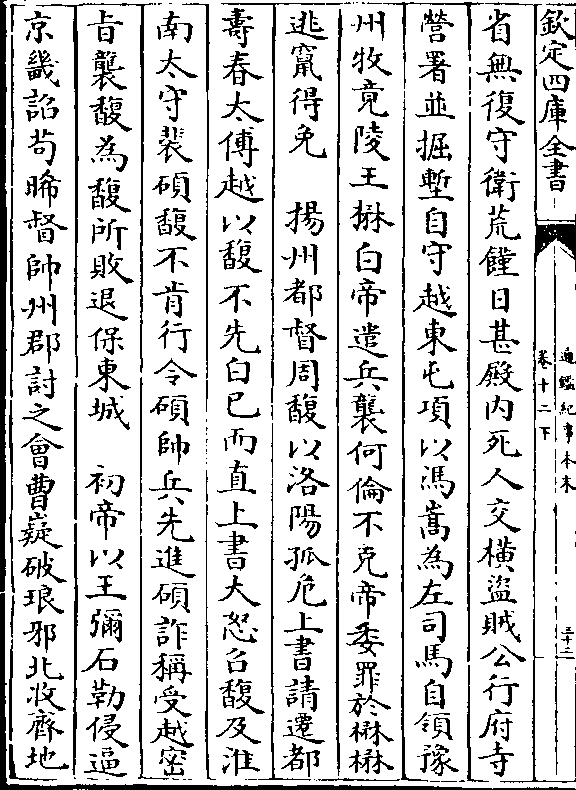 欽定四庫全書
通鑑紀事本末
卷十二下
三十二
省無復守衛荒饉日甚殿內死人交橫盜賊公行府寺
營署並掘塹自守越東屯項以馮嵩為左司馬自領豫
州牧竟陵王楙白帝遣兵襲何倫不克帝委罪於楙楙
逃竄得免　揚州都督周馥以洛陽孤危上書請遷都
壽春太傅越以馥不先白已而直上書大怒召馥及淮
南太守裴碩馥不肯行令碩帥兵先進碩詐稱受越密
旨襲馥為馥所敗退保東城　初帝以王彌石勒侵逼
京畿詔苟晞督帥州郡討之會曹嶷破琅邪北收齊地